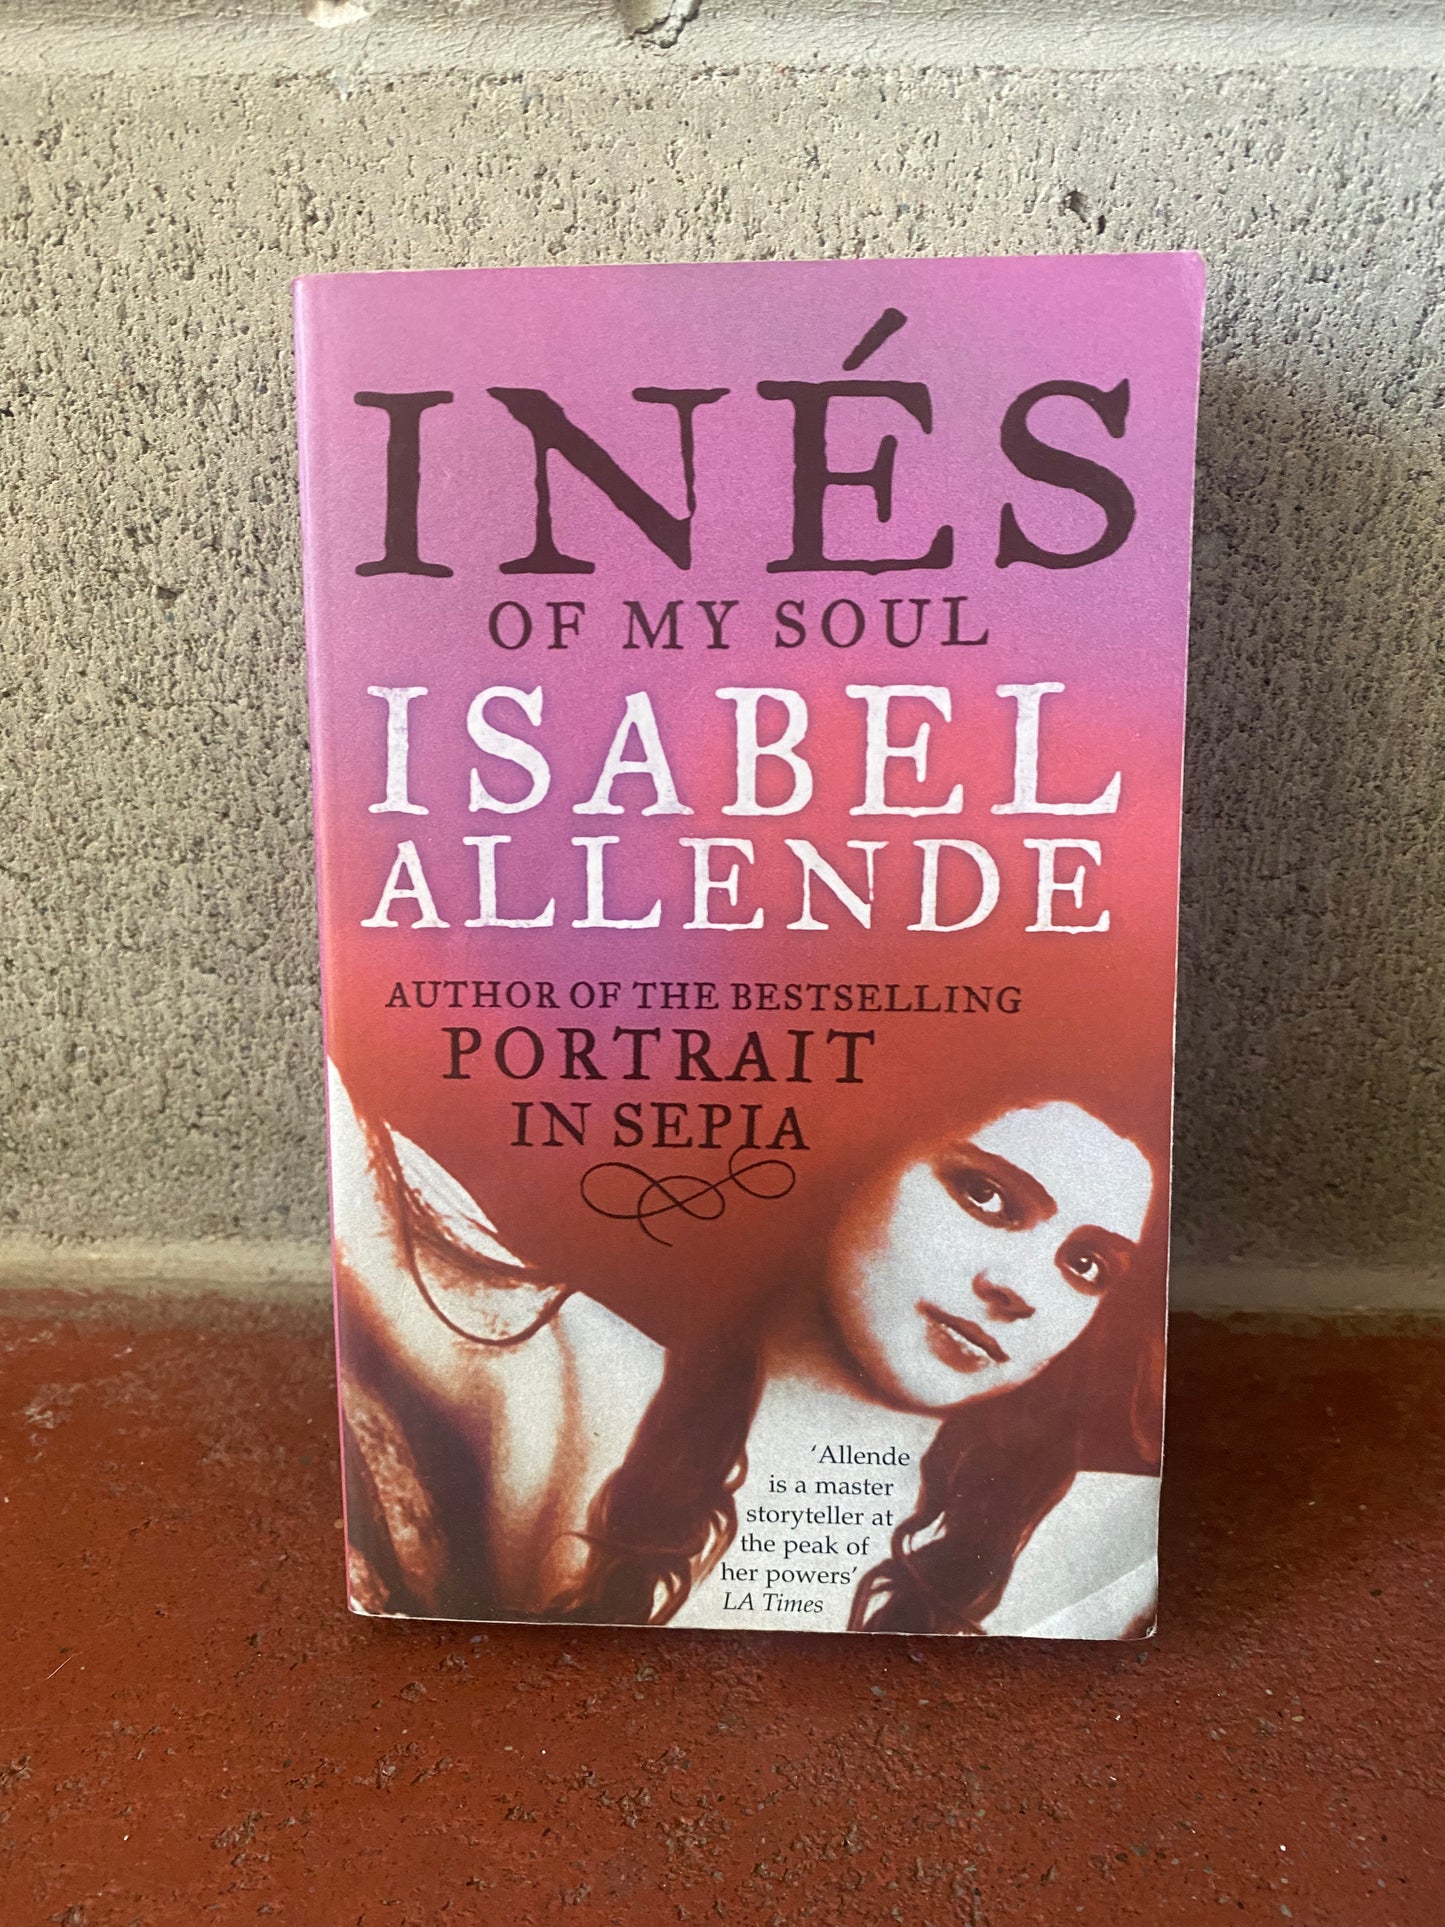 INÉS
OF MY SOUL
ISABEL
ALLENDE
AUTHOR OF THE BESTSELLING
PORTRAIT
IN SEPIA
‘Allende
is a master
storyteller at
the peak of
her powers’
LA Times